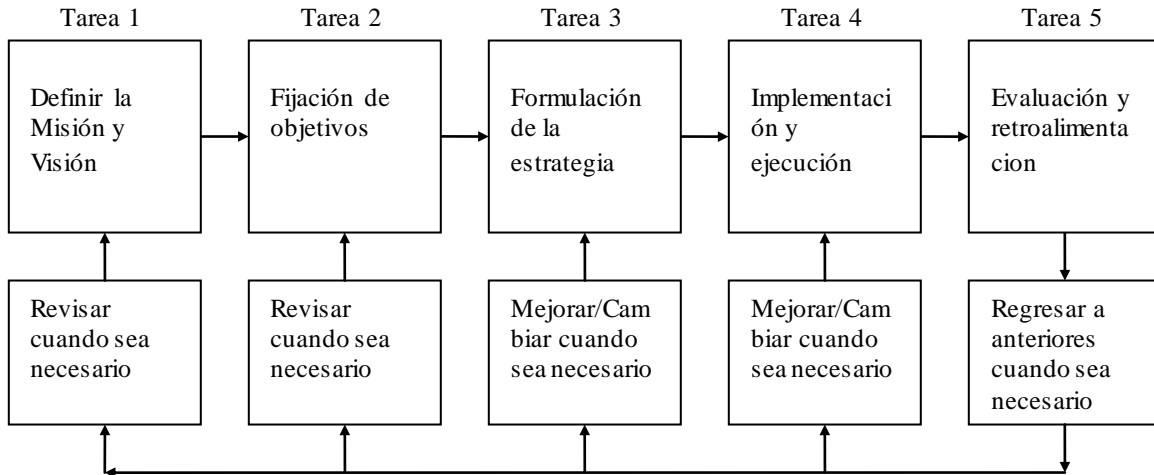 Tarea 1
Tarea 2
Tarea 3
Tarea 4
Tarea 5
Definir la
Misión y
Visión
Fijación de
objetivos
Formulación
de la
estrategia
Implementaci
ón y
ejecución
Evaluación y
retroalimenta
cion
Revisar
cuando sea
necesario
Revisar
cuando sea
necesario
Mejorar/Cam
biar cuando
sea necesario
Mejorar/Cam
biar cuando
sea necesario
Regresar a
anteriores
cuando sea
necesario